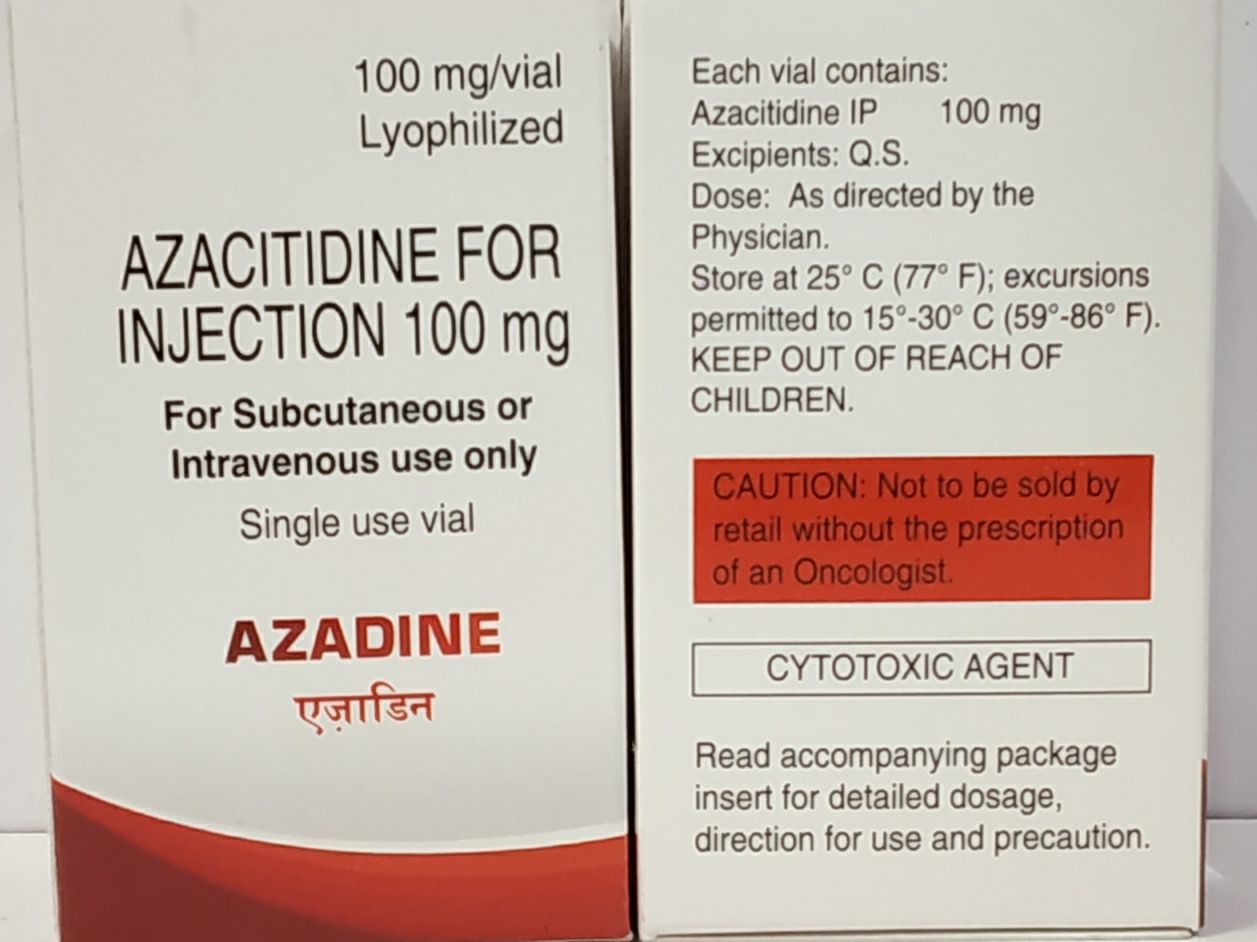 100 mg/vial
Lyophilized
AZACITIDINE FOR
INJECTION 100 mg
For Subcutaneous or
Intravenous use only
Single use vial
AZADINE
एज़ाडिन
Each vial contains:
Azacitidine IP 100 mg
Excipients: Q.S.
Dose: As directed by the
Physician.
Store at 25° C (77° F); excursions
permitted to 15°-30° C (59°-86° F).
KEEP OUT OF REACH OF
CHILDREN.
CAUTION: Not to be sold by
retail without the prescription
of an Oncologist.
CYTOTOXIC AGENT
Read accompanying package
insert for detailed dosage,
direction for use and precaution.